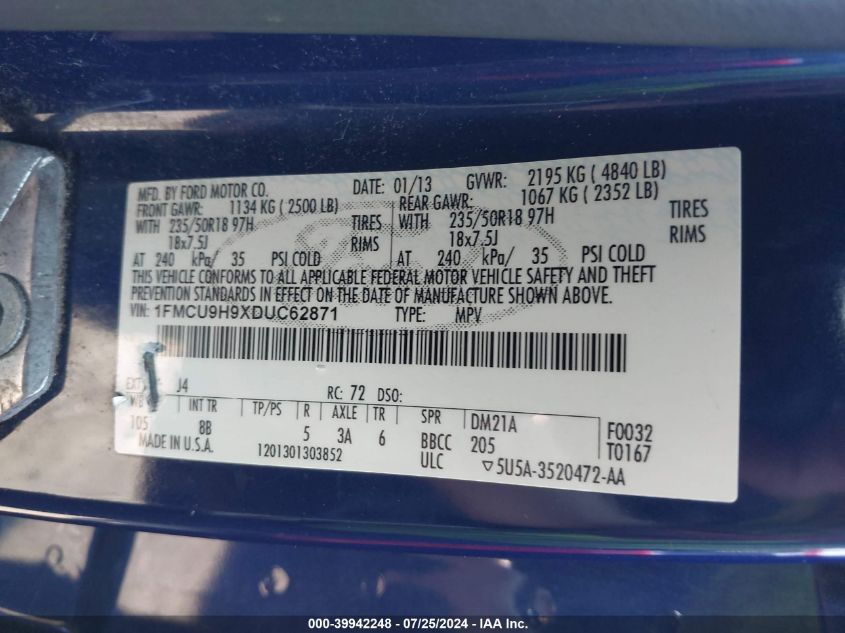 MFD. BY FORD MOTOR CO. DATE: 01/13 GVWR: 2195 KG ( 4840 LB)
FRONT GAWR: 1134 KG ( 2500 LB) REAR GAWR: 1067 KG ( 2352 LB)
WITH 235/50R18 97H TIRES WITH 235/50R18 97H TIRES
18x7.5J RIMS 18x7.5J RIMS
AT 240 kPa/ 35 PSI COLD AT 240 kPa/ 35 PSI COLD
THIS VEHICLE CONFORMS TO ALL APPLICABLE FEDERAL MOTOR VEHICLE SAFETY AND THEFT
PREVENTION STANDARDS IN EFFECT ON THE DATE OF MANUFACTURE SHOWN ABOVE.
VIN: 1FMCU9H9XDUC62871 TYPE: MPV
EXT J4 RC: 72 DSO:
WB INT TR TP/PS R AXLE TR SPR DM21A F0032
105 8B 5 3A 6 BBCC 205 T0167
MADE IN U.S.A. 1201301303852 ULC ▽5U5A-3520472-AA
000-39942248 - 07/25/2024 - IAA Inc.